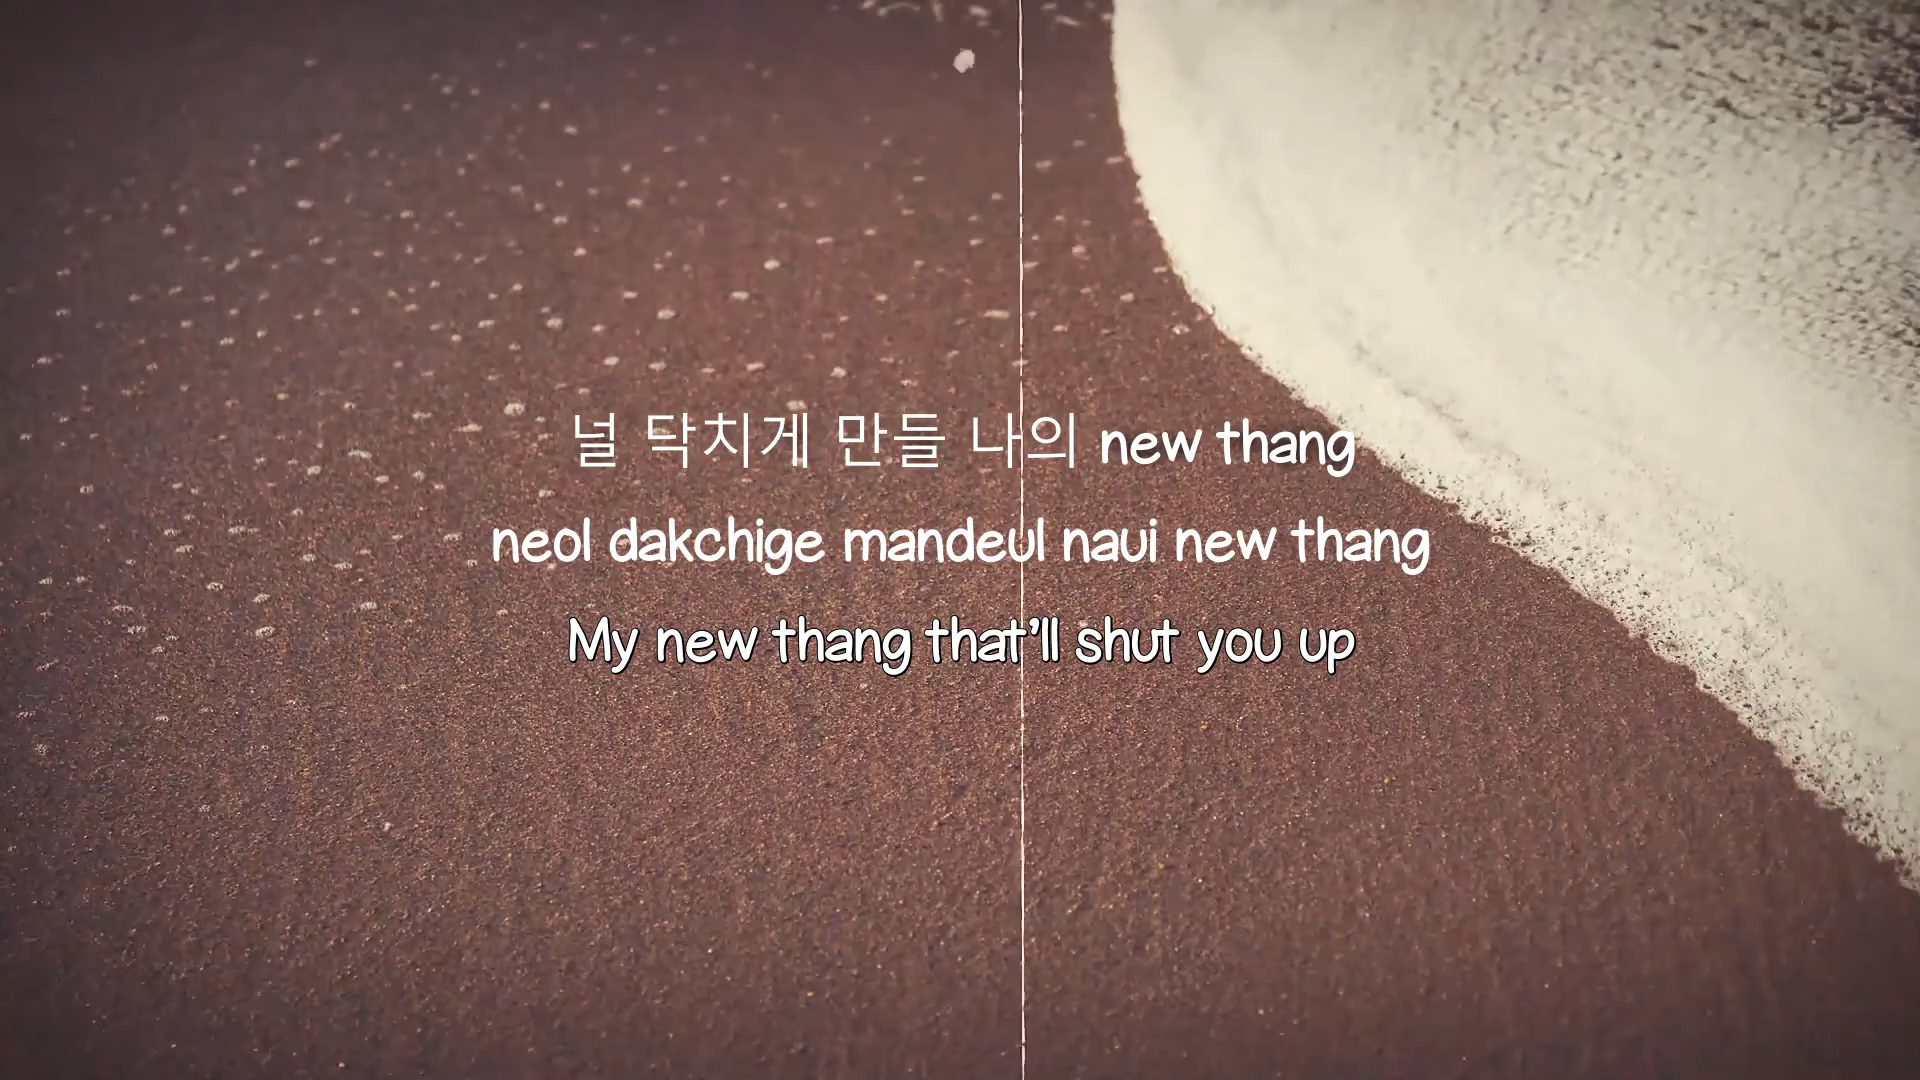 널 닥치게 만들 나의 new thang
neol dakchige mandeul naui new thang
My new thang that'll shut you up